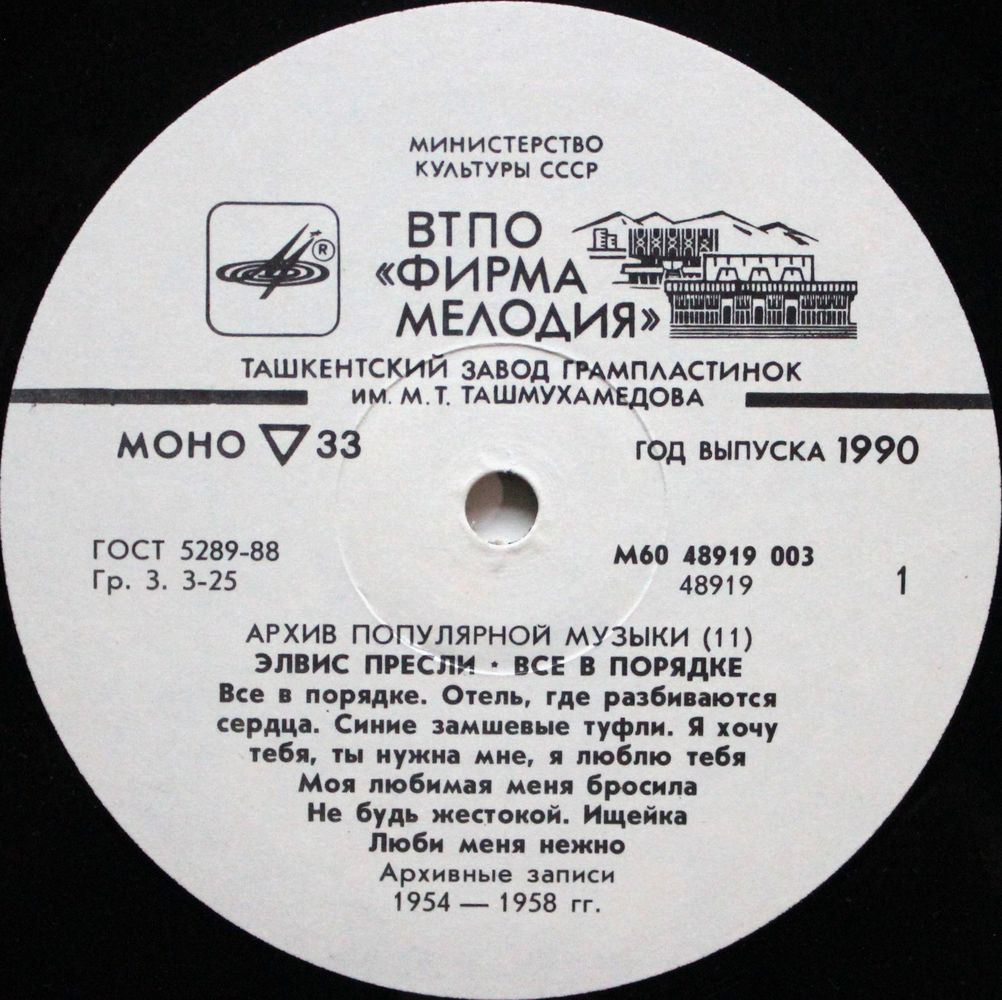 МИНИСТЕРСТВО
КУЛЬТУРЫ СССР
ВТПО
«ФИРМА
МЕЛОДИЯ»
®
ТАШКЕНТСКИЙ ЗАВОД ГРАМПЛАСТИНОК
ИМ. М. Т. ТАШМУХАМЕДОВА
МОНО ▽ 33
ГОД ВЫПУСКА 1990
ГОСТ 5289-88
Гр. 3. 3-25
М60 48919 003
48919
1
АРХИВ ПОПУЛЯРНОЙ МУЗЫКИ (11)
ЭЛВИС ПРЕСЛИ · ВСЕ В ПОРЯДКЕ
Все в порядке. Отель, где разбиваются
сердца. Синие замшевые туфли. Я хочу
тебя, ты нужна мне, я люблю тебя
Моя любимая меня бросила
Не будь жестокой. Ищейка
Люби меня нежно
Архивные записи
1954 — 1958 гг.